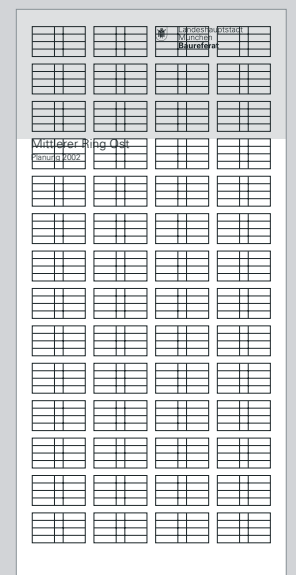 Landeshauptstadt
München
Baureferat
Mittlerer Ring Ost
Planung 2002